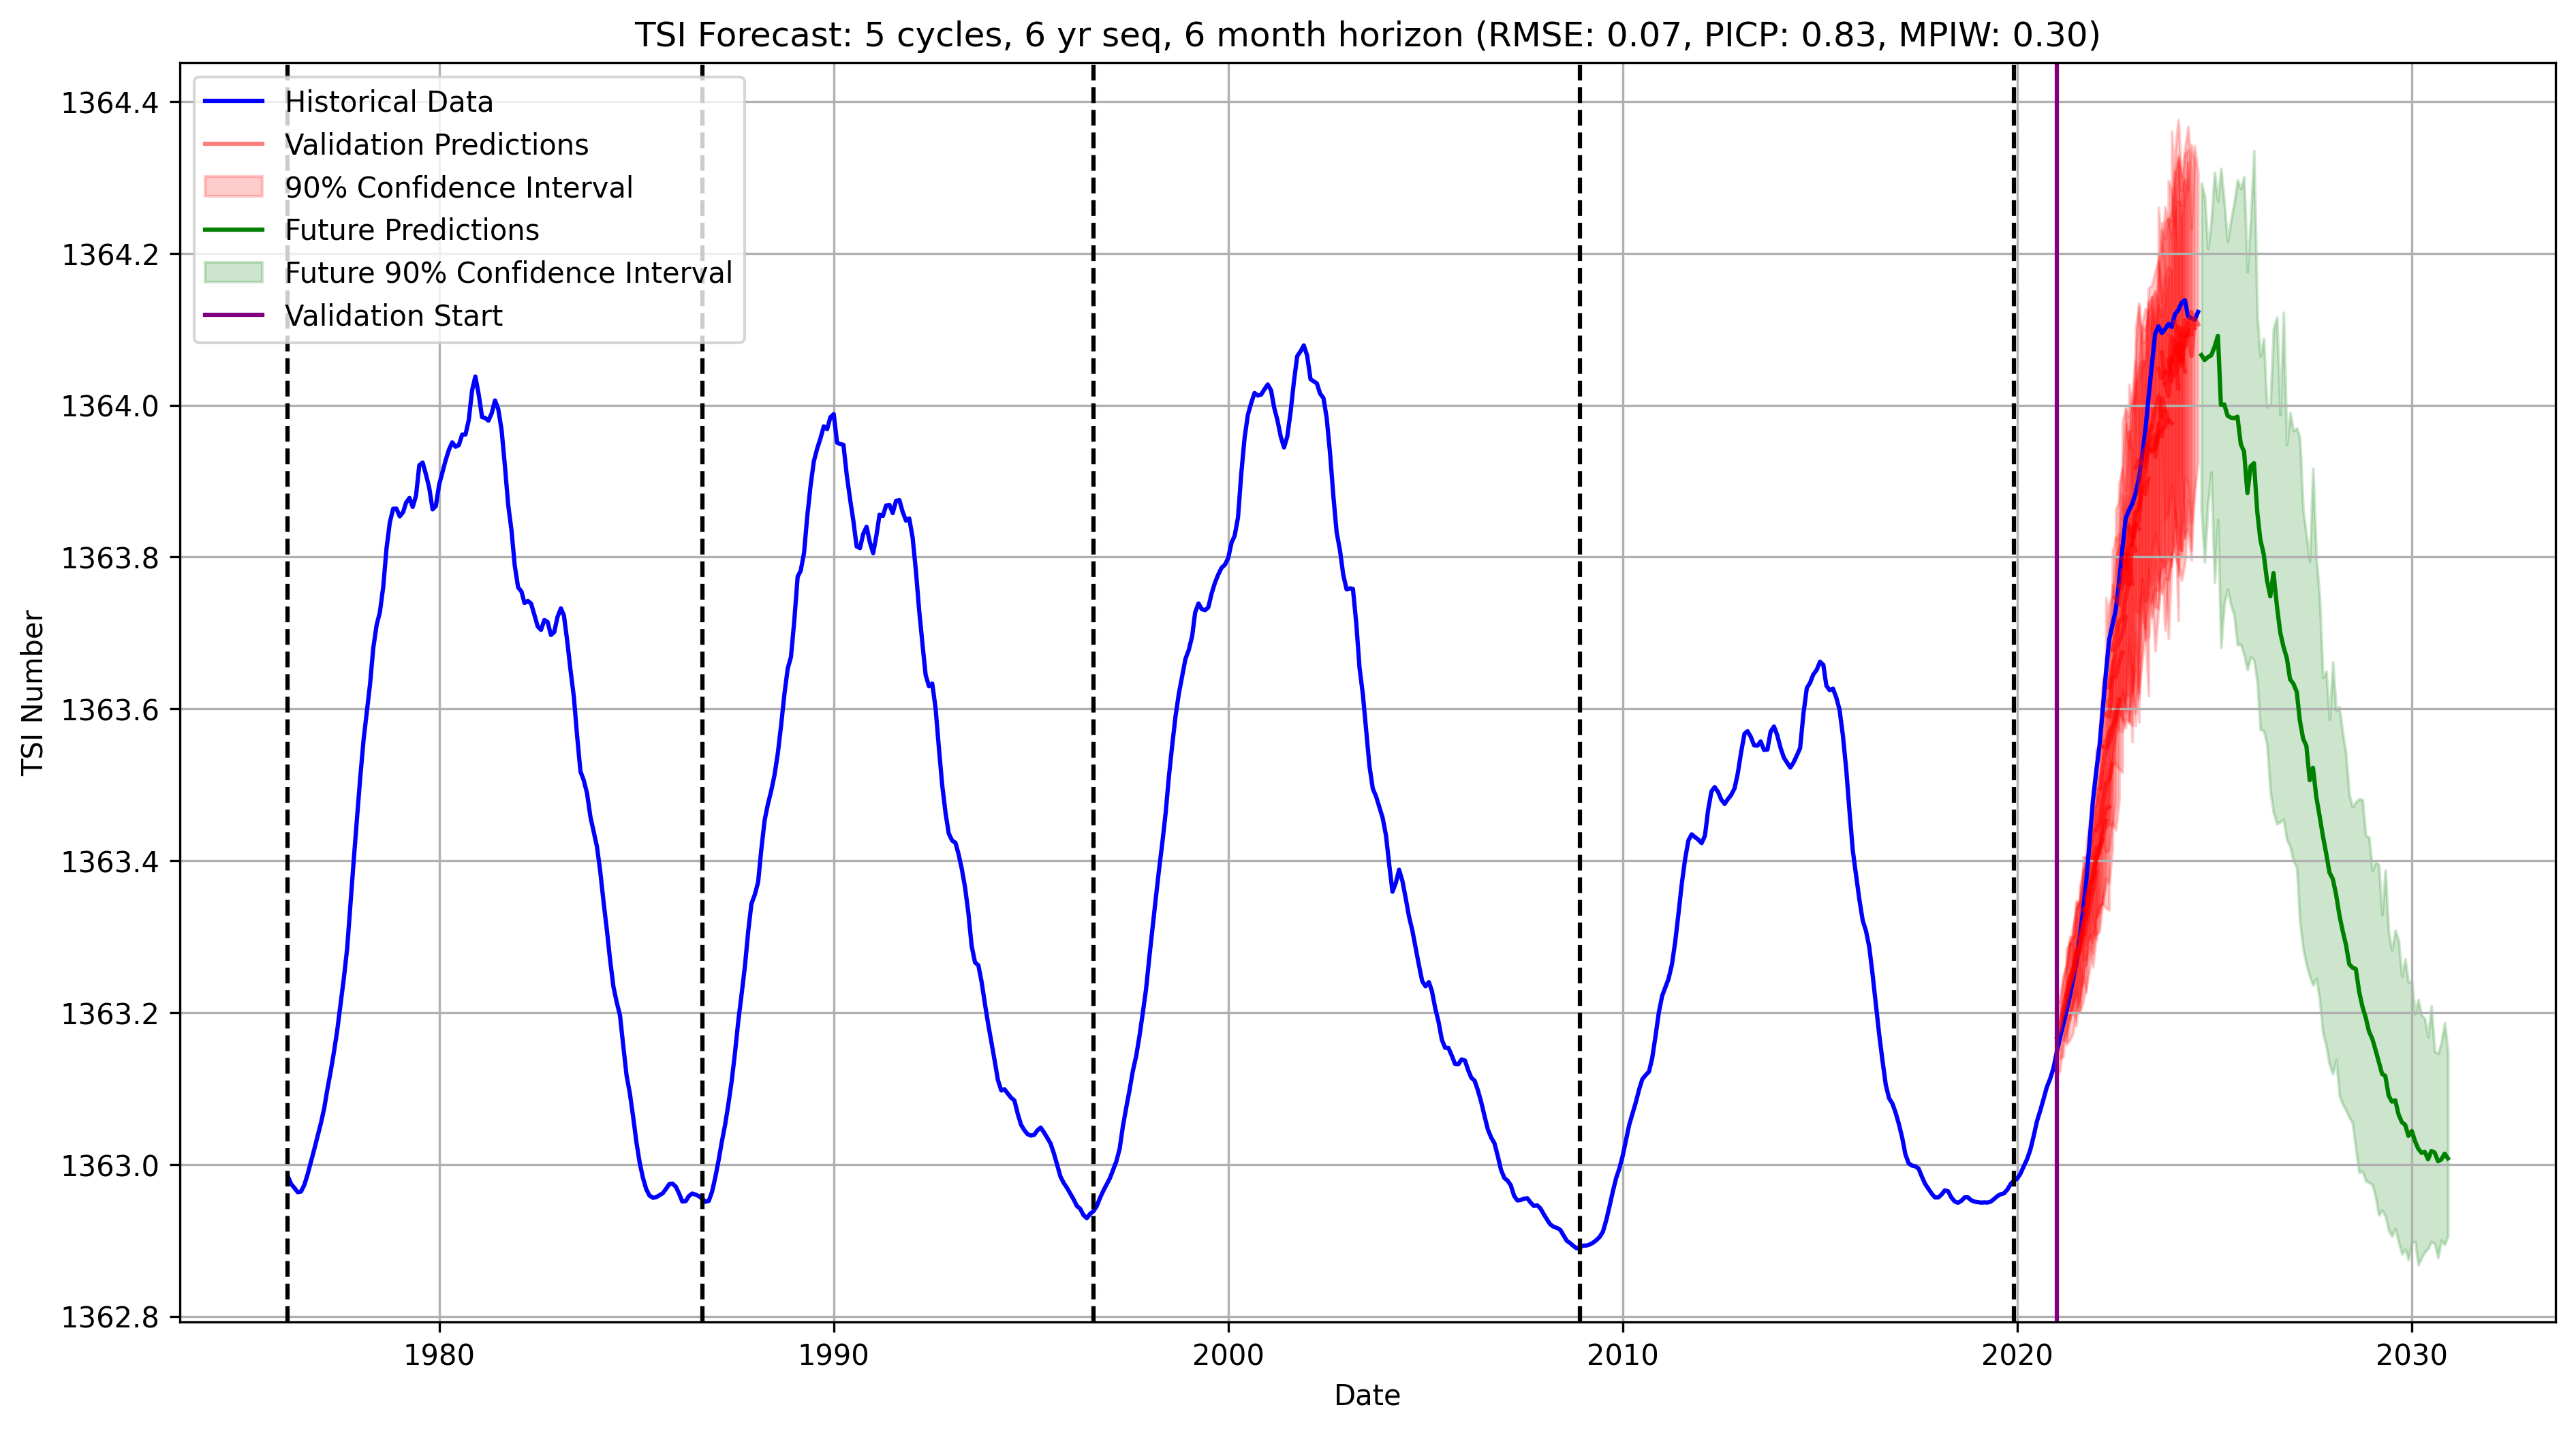 TSI Forecast: 5 cycles, 6 yr seq, 6 month horizon (RMSE: 0.07, PICP: 0.83, MPIW: 0.30)
Historical Data
Validation Predictions
90% Confidence Interval
Future Predictions
Future 90% Confidence Interval
Validation Start
TSI Number
1364.4
1364.2
1364.0
1363.8
1363.6
1363.4
1363.2
1363.0
1362.8
1980
1990
2000
2010
2020
2030
Date